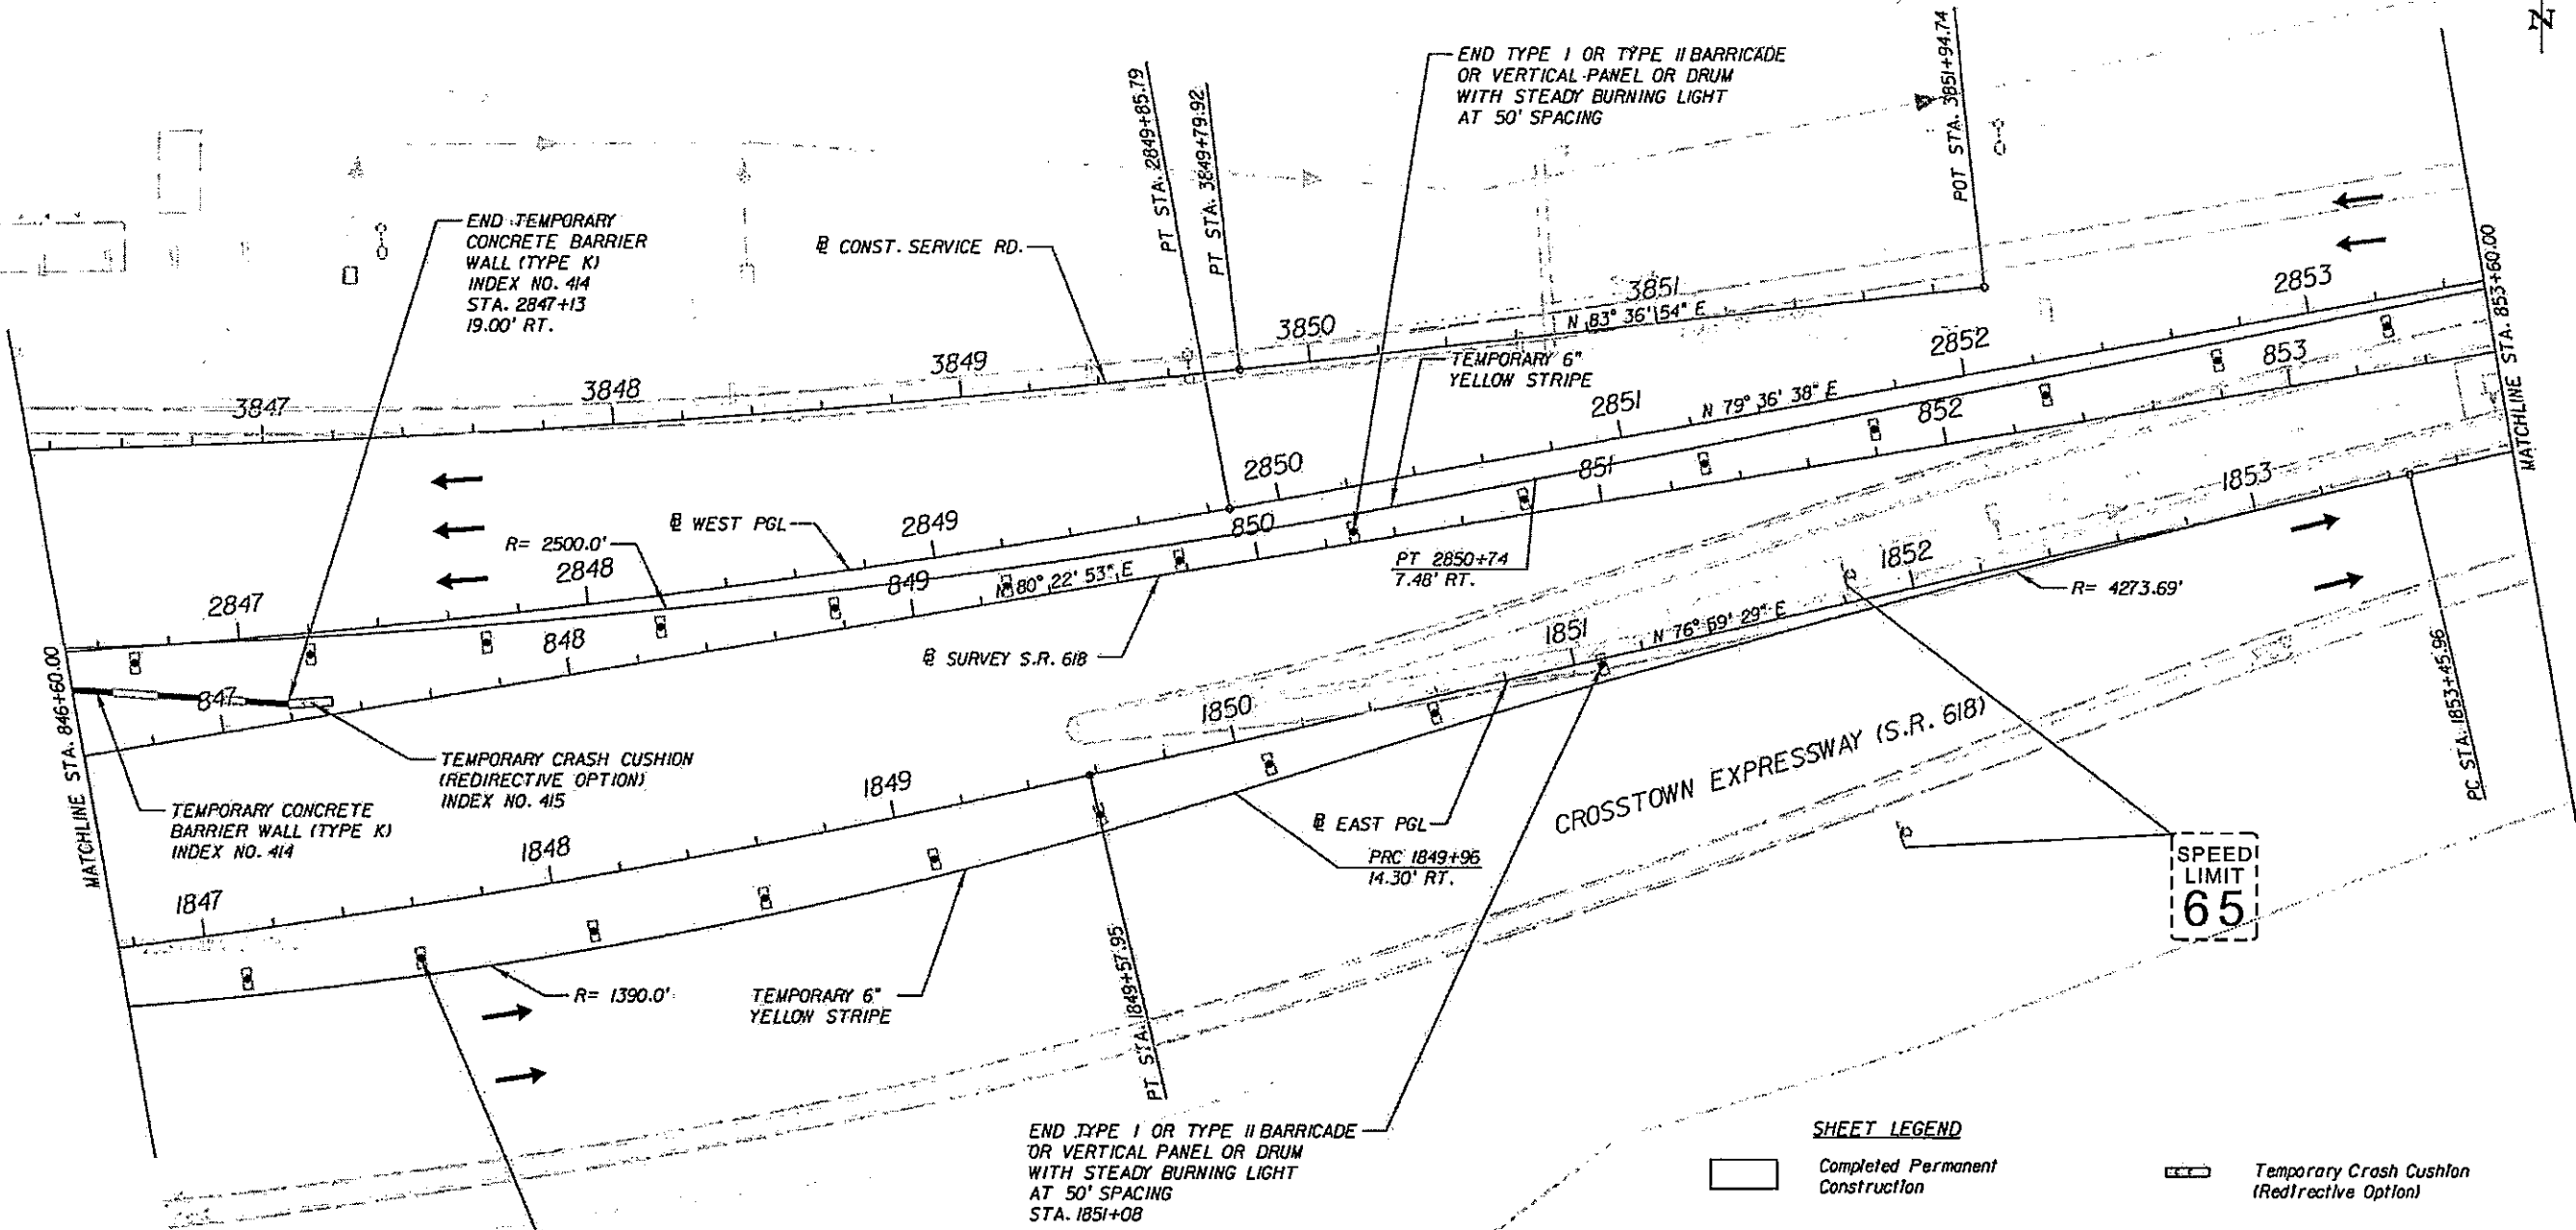 N
END TYPE I OR TYPE II BARRICADE
OR VERTICAL PANEL OR DRUM
WITH STEADY BURNING LIGHT
AT 50' SPACING
PT STA. 2849+85.79
PT STA. 3849+79.92
POT STA. 3851+94.74
END TEMPORARY
CONCRETE BARRIER
WALL (TYPE K)
INDEX NO. 414
STA. 2847+13
19.00' RT.
℄ CONST. SERVICE RD.
3847
3848
3849
3850
3851
N 83° 36' 54" E
2853
MATCHLINE STA. 853+60.00
TEMPORARY 6"
YELLOW STRIPE
2852
853
2851
N 79° 36' 38" E
852
2850
851
℄ WEST PGL
2849
850
R= 2500.0'
2848
849
N 80° 22' 53" E
PT 2850+74
7.48' RT.
1853
2847
848
℄ SURVEY S.R. 618
1852
R= 4273.69'
847
1851
N 76° 59' 29" E
MATCHLINE STA. 846+60.00
TEMPORARY CRASH CUSHION
(REDIRECTIVE OPTION)
INDEX NO. 415
1850
PC STA. 1853+45.96
TEMPORARY CONCRETE
BARRIER WALL (TYPE K)
INDEX NO. 414
1849
℄ EAST PGL
CROSSTOWN EXPRESSWAY (S.R. 618)
1848
PRC 1849+96
14.30' RT.
SPEED
LIMIT
65
1847
R= 1390.0'
TEMPORARY 6"
YELLOW STRIPE
PT STA. 1849+57.95
END TYPE I OR TYPE II BARRICADE
OR VERTICAL PANEL OR DRUM
WITH STEADY BURNING LIGHT
AT 50' SPACING
STA. 1851+08
SHEET LEGEND
Completed Permanent
Construction
Temporary Crash Cushion
(Redirective Option)